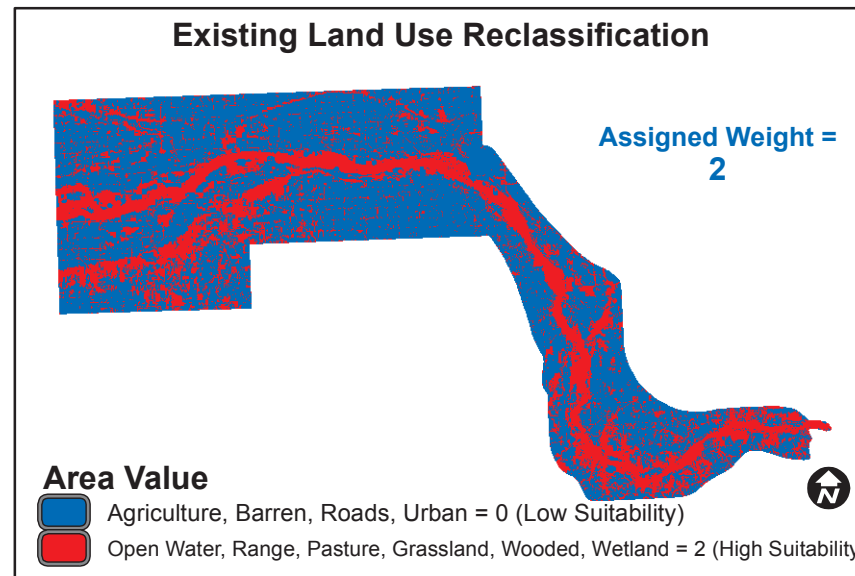 Existing Land Use Reclassification
Assigned Weight =
2
Area Value
Agriculture, Barren, Roads, Urban = 0 (Low Suitability)
Open Water, Range, Pasture, Grassland, Wooded, Wetland = 2 (High Suitability
N